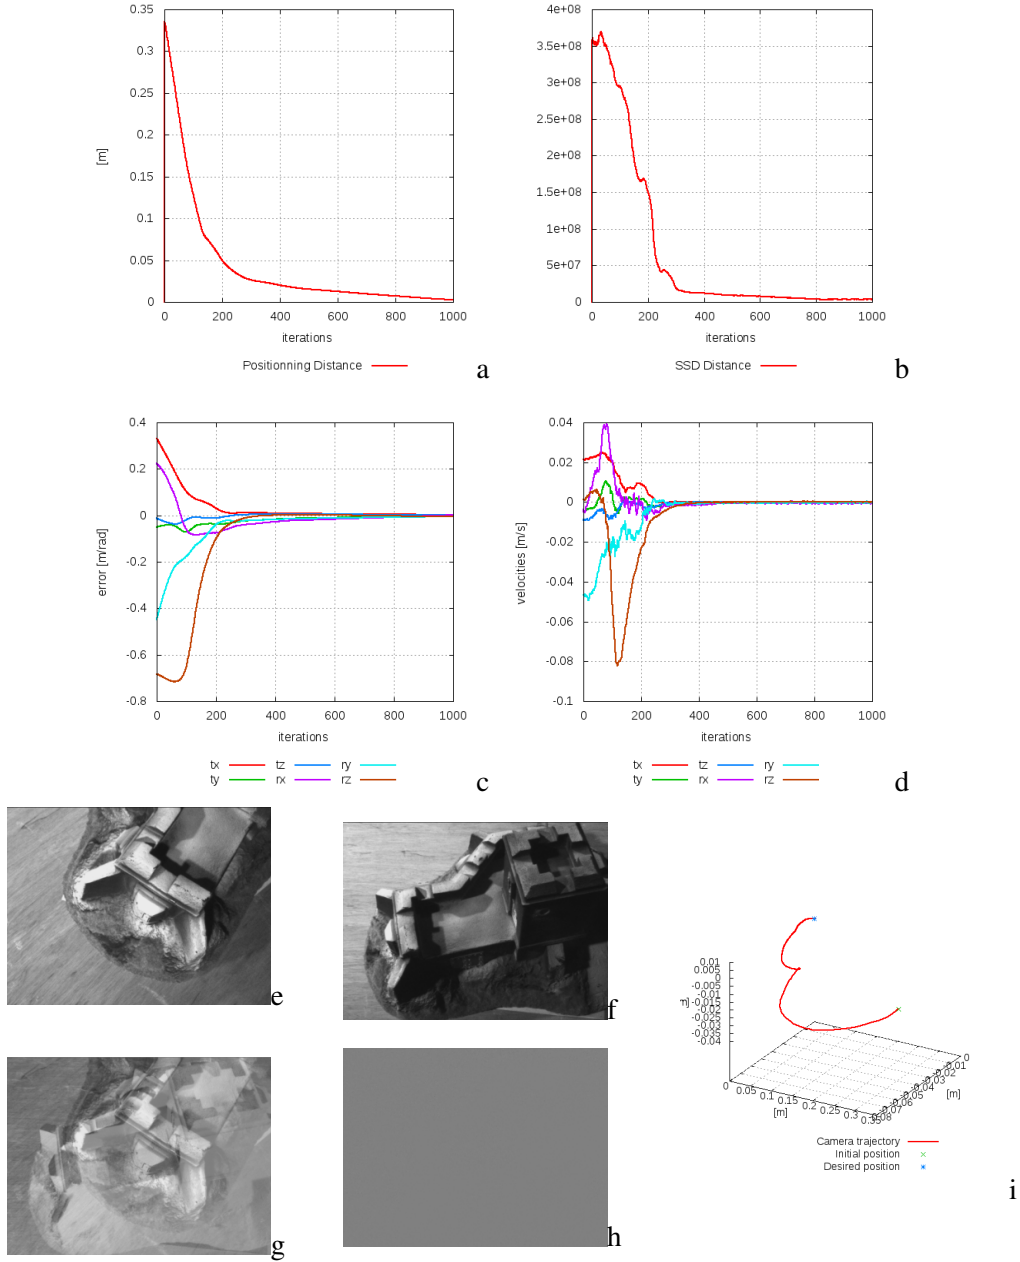 0.35
0.3
0.25
0.2
0.15
0.1
0.05
0
[m]
0 200 400 600 800 1000
iterations
Positionning Distance
a
4e+08
3.5e+08
3e+08
2.5e+08
2e+08
1.5e+08
1e+08
5e+07
0
0 200 400 600 800 1000
iterations
SSD Distance
b
0.4
0.2
0
-0.2
-0.4
-0.6
-0.8
error [m/rad]
0 200 400 600 800 1000
iterations
tx tz ry
ty rx rz
c
0.04
0.02
0
-0.02
-0.04
-0.06
-0.08
-0.1
velocities [m/s]
0 200 400 600 800 1000
iterations
tx tz ry
ty rx rz
d
e
f
g
h
0.01
0.005
0
-0.005
-0.01
-0.015
-0.02
-0.025
-0.03
-0.035
-0.04
0 0.05 0.1 0.15 0.2 0.25 0.3 0.35
[m]
-0.08 -0.07 -0.06 -0.05 -0.04 -0.03 -0.02 -0.01 0
[m]
Camera trajectory
Initial position
Desired position
i